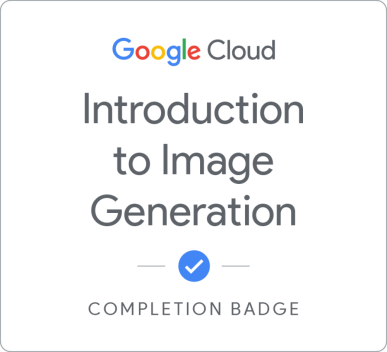 Google Cloud
Introduction
to Image
Generation
COMPLETION BADGE